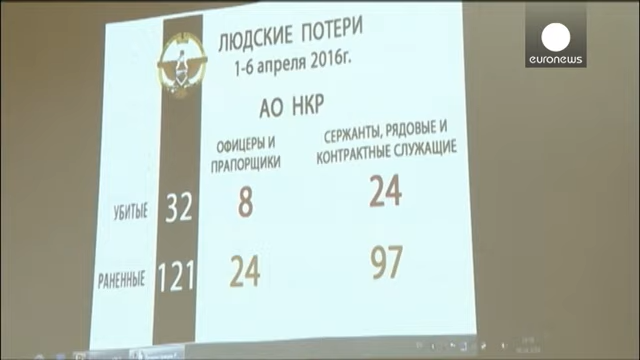 ЛЮДСКИЕ ПОТЕРИ
1-6 апреля 2016г.
АО НКР
ОФИЦЕРЫ И ПРАПОРЩИКИ
СЕРЖАНТЫ, РЯДОВЫЕ И КОНТРАКТНЫЕ СЛУЖАЩИЕ
УБИТЫЕ 32 8 24
РАНЕННЫЕ 121 24 97
euronews